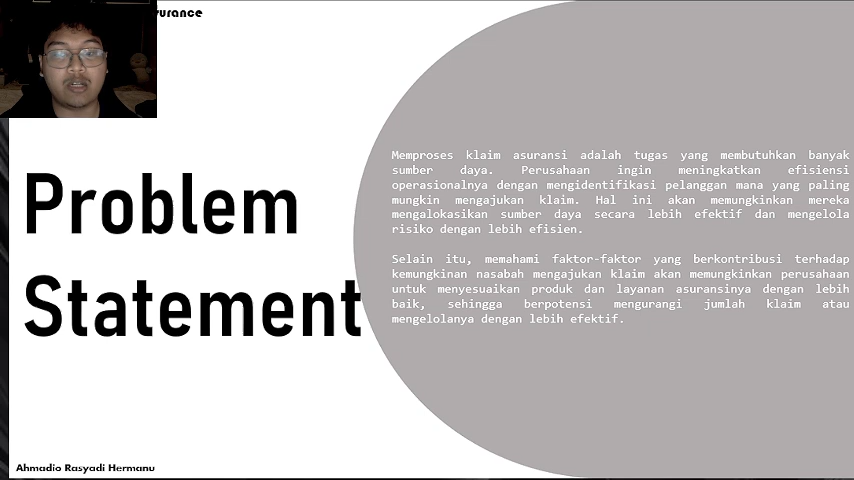 Problem
Statement
Memproses klaim asuransi adalah tugas yang membutuhkan banyak
sumber daya. Perusahaan ingin meningkatkan efisiensi
operasionalnya dengan mengidentifikasi pelanggan mana yang paling
mungkin mengajukan klaim. Hal ini akan memungkinkan mereka
mengalokasikan sumber daya secara lebih efektif dan mengelola
risiko dengan lebih efisien.
Selain itu, memahami faktor-faktor yang berkontribusi terhadap
kemungkinan nasabah mengajukan klaim akan memungkinkan perusahaan
untuk menyesuaikan produk dan layanan asuransinya dengan lebih
baik, sehingga berpotensi mengurangi jumlah klaim atau
mengelolanya dengan lebih efektif.
Ahmadio Rasyadi Hermanu